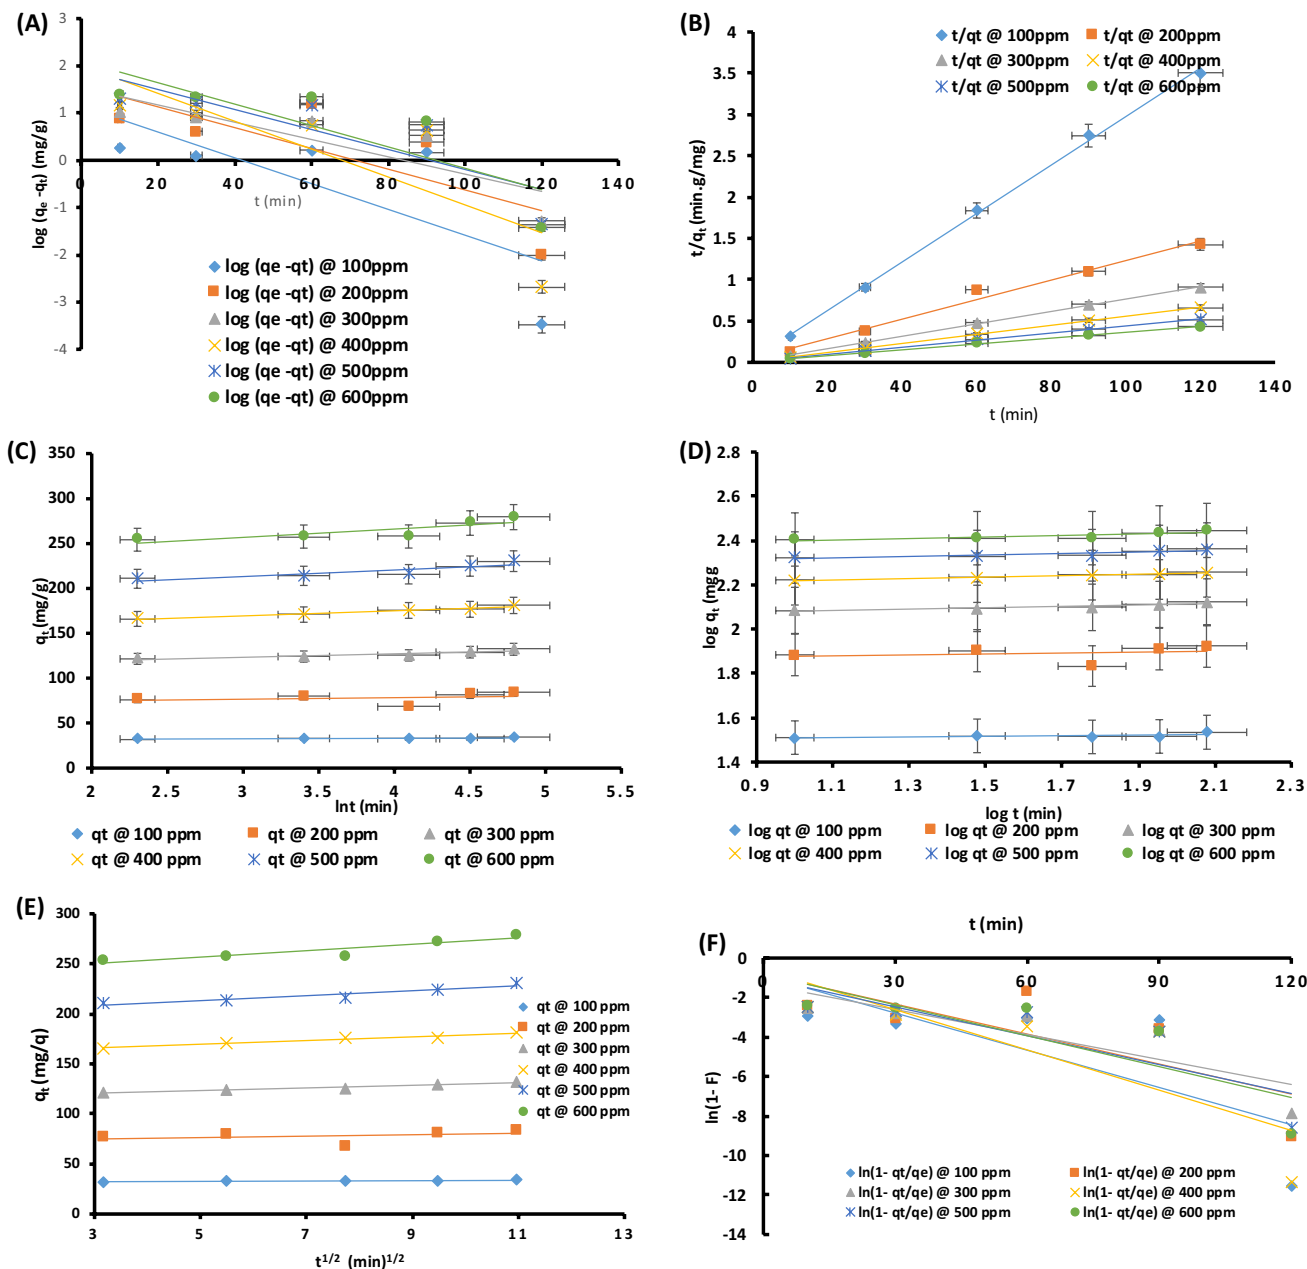 (A)
3
2
1
0
-1
-2
-3
-4
0 20 40 60 80 100 120 140
t (min)
log (qe -qt) (mg/g)
log (qe -qt) @ 100ppm
log (qe -qt) @ 200ppm
log (qe -qt) @ 300ppm
log (qe -qt) @ 400ppm
log (qe -qt) @ 500ppm
log (qe -qt) @ 600ppm
(B)
t/qt @ 100ppm t/qt @ 200ppm
t/qt @ 300ppm t/qt @ 400ppm
t/qt @ 500ppm t/qt @ 600ppm
4
3.5
3
2.5
2
1.5
1
0.5
0
0 20 40 60 80 100 120 140
t/qt (min.g/mg)
t (min)
(C)
350
300
250
200
150
100
50
0
2 2.5 3 3.5 4 4.5 5 5.5
qt (mg/g)
lnt (min)
qt @ 100 ppm qt @ 200 ppm qt @ 300 ppm
qt @ 400 ppm qt @ 500 ppm qt @ 600 ppm
(D)
2.8
2.6
2.4
2.2
2
1.8
1.6
1.4
0.9 1.1 1.3 1.5 1.7 1.9 2.1 2.3
log qt (mgg
log t (min)
log qt @ 100 ppm log qt @ 200 ppm log qt @ 300 ppm
log qt @ 400 ppm log qt @ 500 ppm log qt @ 600 ppm
(E)
300
250
200
150
100
50
0
3 5 7 9 11 13
qt (mg/q)
t1/2 (min)1/2
qt @ 100 ppm
qt @ 200 ppm
qt @ 300 ppm
qt @ 400 ppm
qt @ 500 ppm
qt @ 600 ppm
(F)
t (min)
0 30 60 90 120
0
-2
-4
-6
-8
-10
-12
-14
ln(1- F)
ln(1- qt/qe) @ 100 ppm ln(1- qt/qe) @ 200 ppm
ln(1- qt/qe) @ 300 ppm ln(1- qt/qe) @ 400 ppm
ln(1- qt/qe) @ 500 ppm ln(1- qt/qe) @ 600 ppm